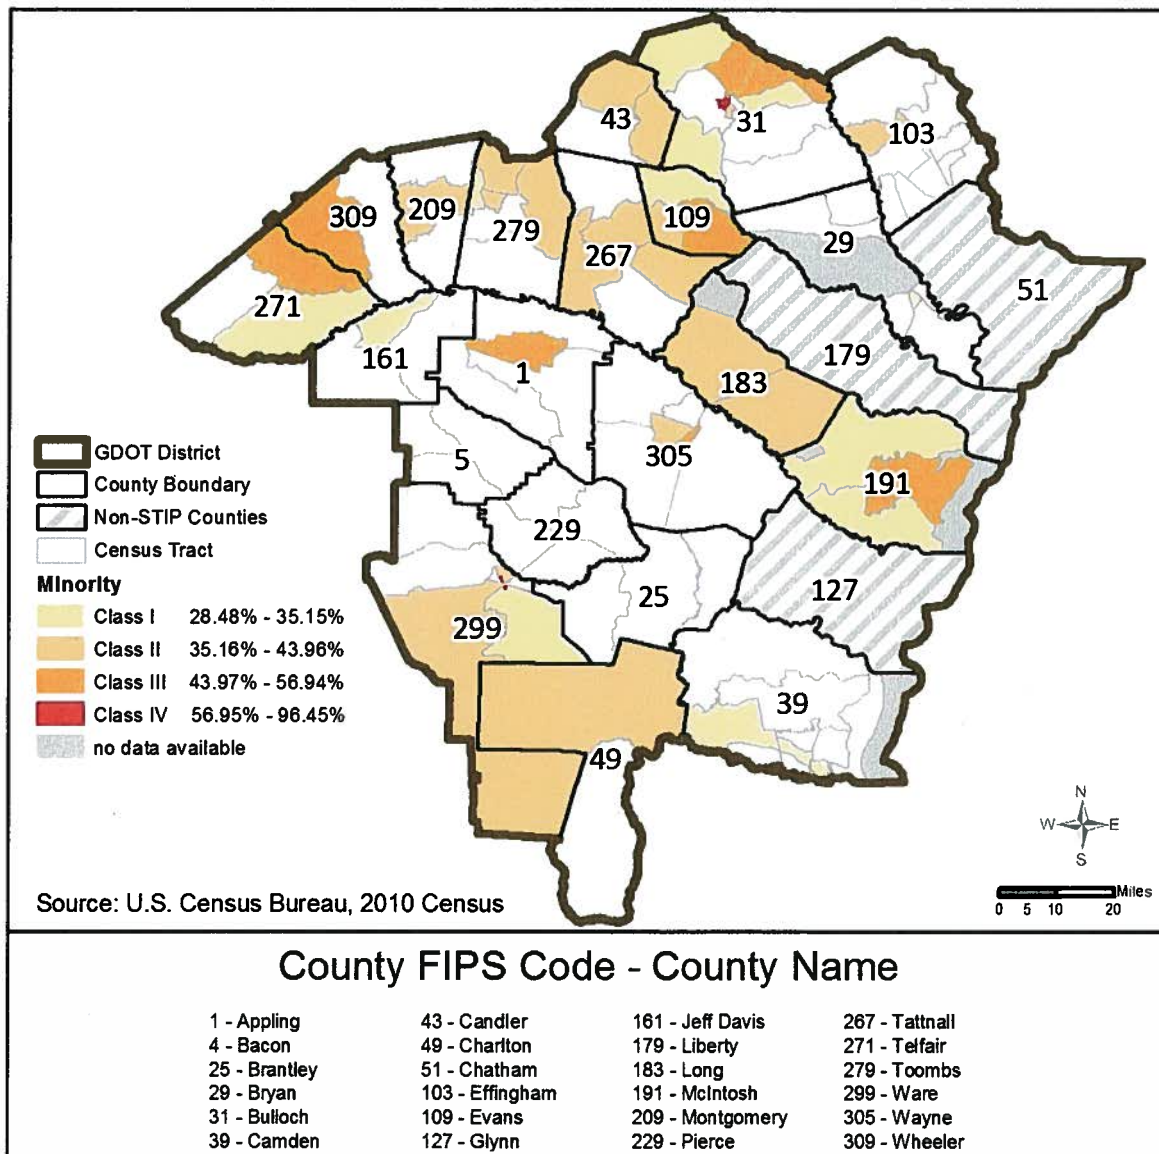 31
43
103
309
209
279
109
267
29
51
271
161
1
179
183
5
305
191
229
25
127
299
39
49
GDOT District
County Boundary
Non-STIP Counties
Census Tract
Minority
Class I 28.48% - 35.15%
Class II 35.16% - 43.96%
Class III 43.97% - 56.94%
Class IV 56.95% - 96.45%
no data available
N
W E
S
Miles
0 5 10 20
Source: U.S. Census Bureau, 2010 Census
County FIPS Code - County Name
1 - Appling 43 - Candler 161 - Jeff Davis 267 - Tattnall
4 - Bacon 49 - Charlton 179 - Liberty 271 - Telfair
25 - Brantley 51 - Chatham 183 - Long 279 - Toombs
29 - Bryan 103 - Effingham 191 - McIntosh 299 - Ware
31 - Bulloch 109 - Evans 209 - Montgomery 305 - Wayne
39 - Camden 127 - Glynn 229 - Pierce 309 - Wheeler